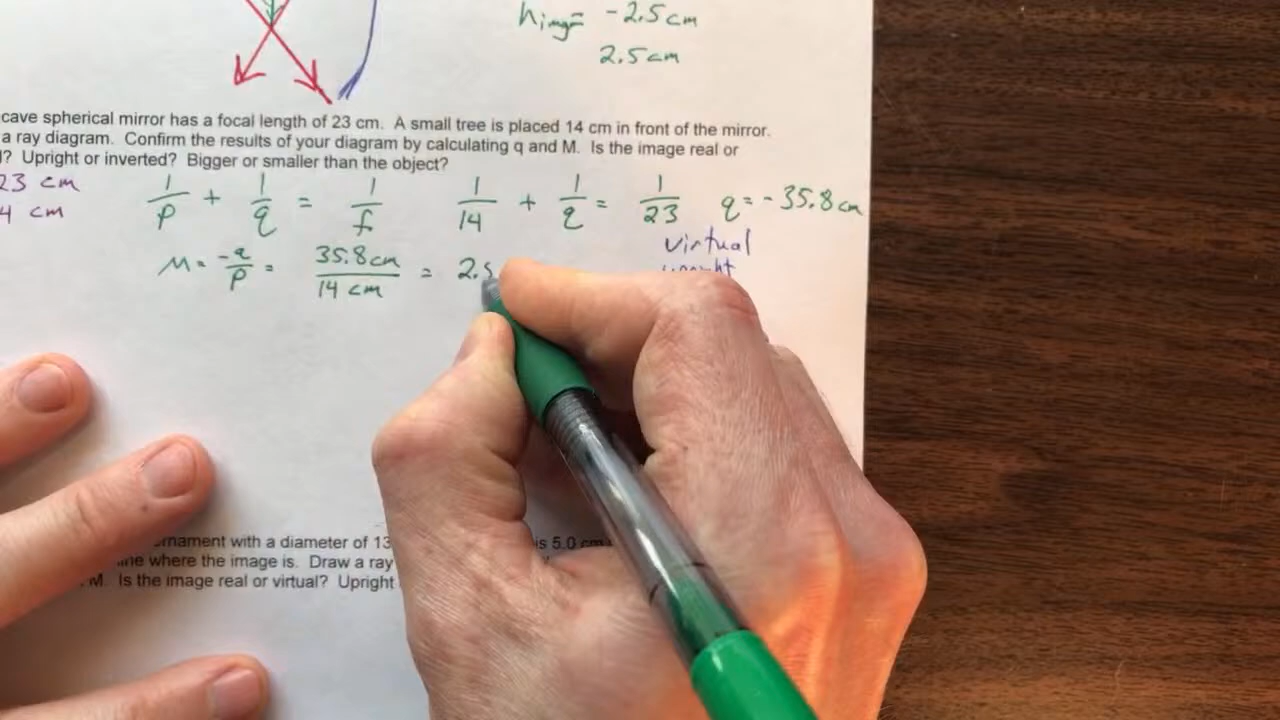 himg= -2.5cm
2.5cm
cave spherical mirror has a focal length of 23 cm. A small tree is placed 14 cm in front of the mirror.
a ray diagram. Confirm the results of your diagram by calculating q and M. Is the image real or
l? Upright or inverted? Bigger or smaller than the object?
23 cm
4 cm
1/p + 1/q = 1/f 1/14 + 1/q = 1/23 q = -35.8cm
M = -q/p = 35.8cm/14 cm = 2.5
virtual
upright
rnament with a diameter of 13 is 5.0 cm
ine where the image is. Draw a ray
M. Is the image real or virtual? Upright